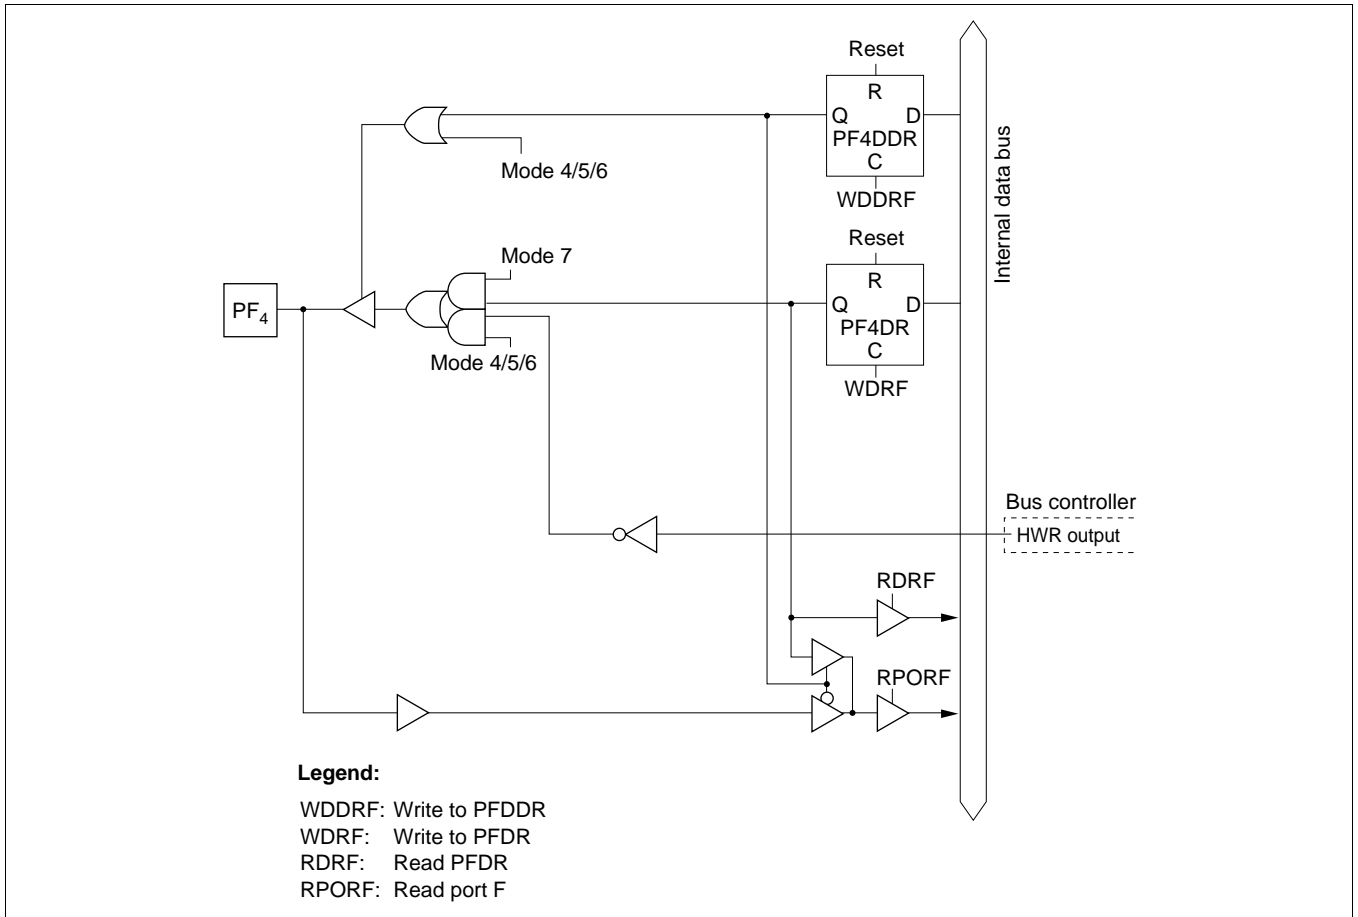 Reset
R
Q D
PF4DDR
C
WDDRF
Mode 4/5/6
Internal data bus
Reset
R
Q D
PF4DR
C
WDRF
Mode 7
PF4
Mode 4/5/6
Bus controller
HWR output
RDRF
RPORF
Legend:
WDDRF: Write to PFDDR
WDRF: Write to PFDR
RDRF: Read PFDR
RPORF: Read port F